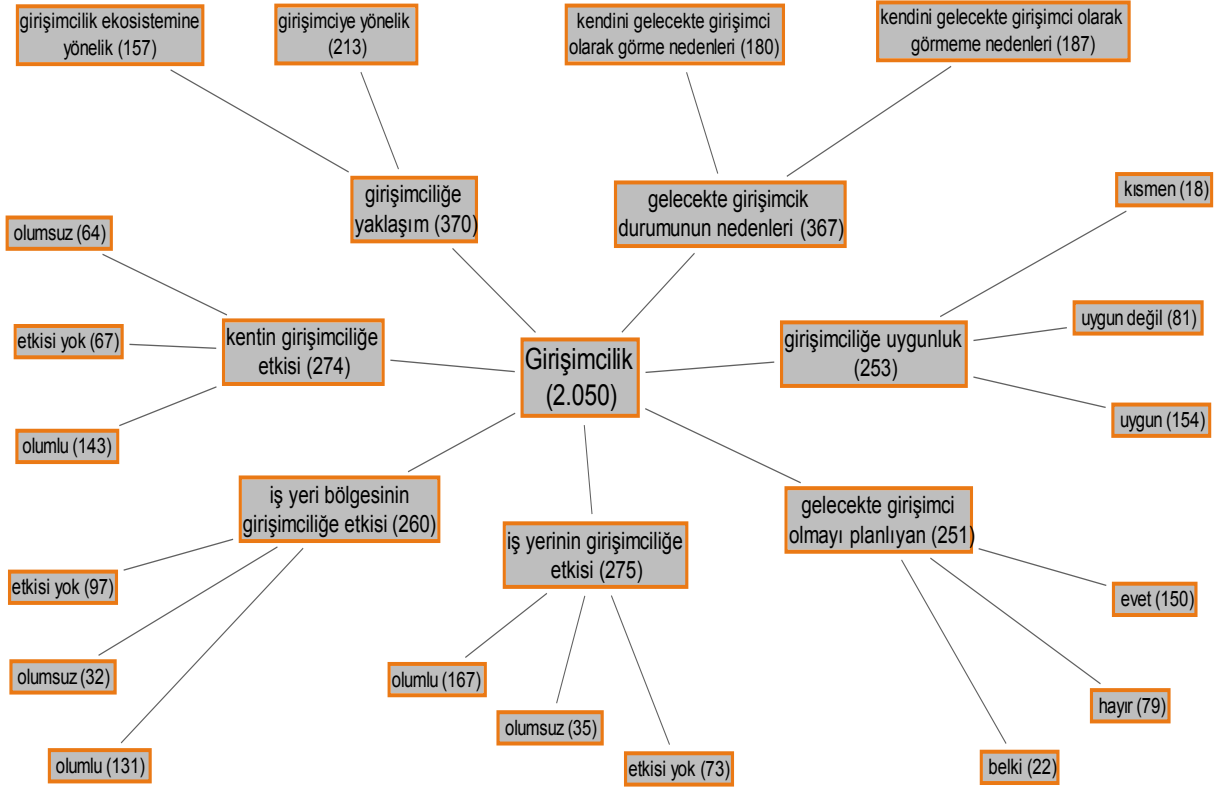 girişimcilik ekosistemine
yönelik (157)
girişimciye yönelik
(213)
kendini gelecekte girişimci
olarak görme nedenleri (180)
kendini gelecekte girişimci olarak
görmeme nedenleri (187)
girişimciliğe
yaklaşım (370)
gelecekte girişimcik
durumunun nedenleri (367)
kısmen (18)
olumsuz (64)
etkisi yok (67)
kentin girişimciliğe
etkisi (274)
Girişimcilik
(2.050)
girişimciliğe uygunluk
(253)
uygun değil (81)
olumlu (143)
uygun (154)
iş yeri bölgesinin
girişimciliğe etkisi (260)
iş yerinin girişimciliğe
etkisi (275)
gelecekte girişimci
olmayı planlıyan (251)
etkisi yok (97)
evet (150)
olumsuz (32)
olumlu (167)
hayır (79)
olumsuz (35)
olumlu (131)
etkisi yok (73)
belki (22)